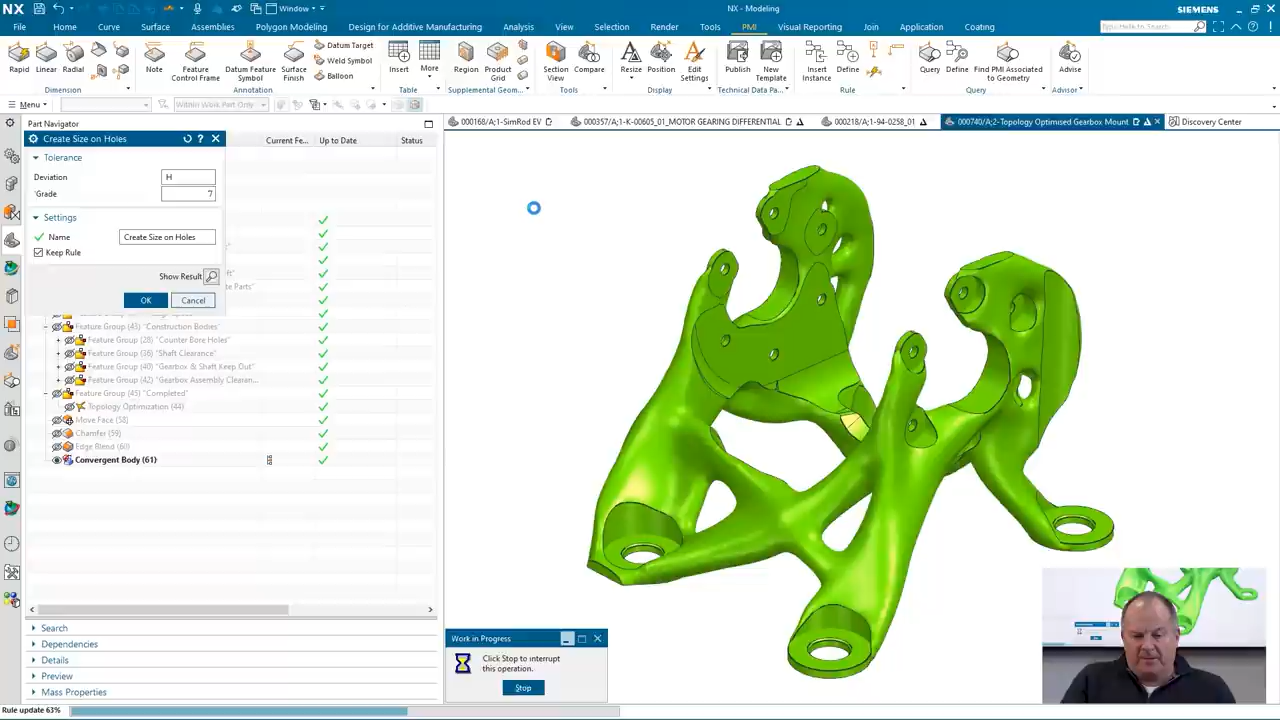 NX
Window
NX - Modeling
SIEMENS
File Home Curve Surface Assemblies Polygon Modeling Design for Additive Manufacturing Analysis View Selection Render Tools PMI Visual Reporting Join Application Coating
Rapid Linear Radial
Note Feature Control Frame Datum Feature Symbol Surface Finish
Datum Target
Weld Symbol
Balloon
Insert More
Region Product Grid
Section View Compare
Resize Position Edit Settings
Publish New Template
Insert Instance Define
Query Define Find PMI Associated to Geometry
Advise
Dimension Annotation Table Supplemental Geom... Tools Display Technical Data Pa... Rule Query Advisor
Menu Within Work Part Only
Part Navigator
000168/A;1-SimRod EV 000357/A;1-K-00605_01_MOTOR GEARING DIFFERENTIAL 000218/A;1-94-0258_01 000740/A;2-Topology Optimised Gearbox Mount Discovery Center
Create Size on Holes
Current Fe... Up to Date Status
Tolerance
Deviation H
Grade 7
Settings
Name Create Size on Holes
Keep Rule
Show Result
OK Cancel
Feature Group (43) "Construction Bodies"
Feature Group (28) "Counter Bore Holes"
Feature Group (36) "Shaft Clearance"
Feature Group (40) "Gearbox & Shaft Keep Out"
Feature Group (42) "Gearbox Assembly Clearan...
Feature Group (45) "Completed"
Topology Optimization (44)
Move Face (58)
Chamfer (59)
Edge Blend (60)
Convergent Body (61)
Search
Dependencies
Details
Preview
Mass Properties
Work in Progress
Click Stop to interrupt
this operation.
Stop
Rule update 63%